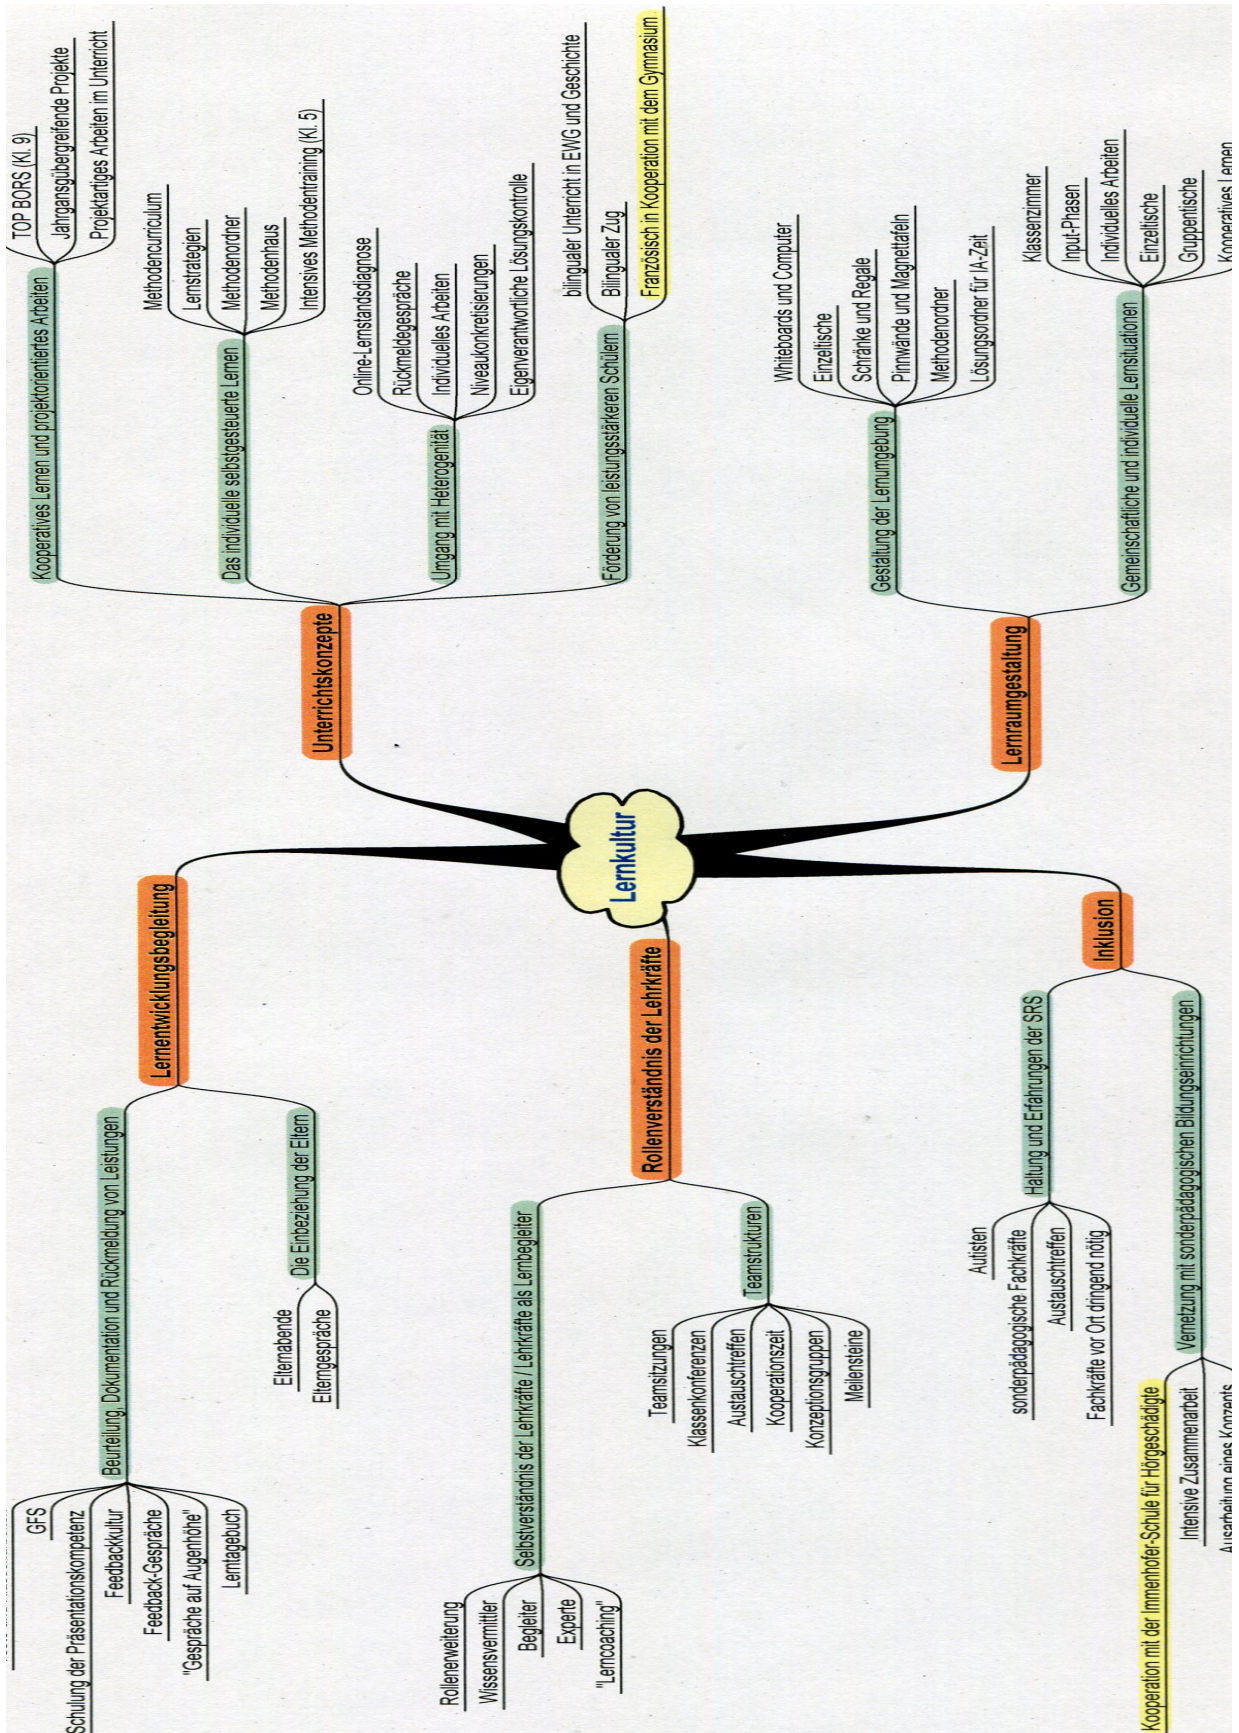 Lernkultur
Lernentwicklungsbegleitung
Beurteilung, Dokumentation und Rückmeldung von Leistungen
GFS
Schulung der Präsentationskompetenz
Feedbackkultur
Feedback-Gespräche
"Gespräche auf Augenhöhe"
Lerntagebuch
Die Einbeziehung der Eltern
Elternabende
Elterngespräche
Rollenverständnis der Lehrkräfte
Selbstverständnis der Lehrkräfte / Lehrkräfte als Lernbegleiter
Rollenerweiterung
Wissensvermittler
Begleiter
Experte
"Lerncoaching"
Teamstrukturen
Teamsitzungen
Klassenkonferenzen
Austauschtreffen
Kooperationszeit
Konzeptionsgruppen
Meilensteine
Inklusion
Haltung und Erfahrungen der SRS
Autisten
sonderpädagogische Fachkräfte
Austauschtreffen
Fachkräfte vor Ort dringend nötig
Vernetzung mit sonderpädagogischen Bildungseinrichtungen
Kooperation mit der Immenhofer-Schule für Hörgeschädigte
Intensive Zusammenarbeit
Ausarbeitung eines Konzepts
Unterrichtskonzepte
Kooperatives Lernen und projektorientiertes Arbeiten
TOP BORS (Kl. 9)
Jahrgangsübergreifende Projekte
Projektartiges Arbeiten im Unterricht
Das individuelle selbstgesteuerte Lernen
Methodencurriculum
Lernstrategien
Methodenordner
Methodenhaus
Intensives Methodentraining (Kl. 5)
Umgang mit Heterogenität
Online-Lernstandsdiagnose
Rückmeldegespräche
Individuelles Arbeiten
Niveaukonkretisierungen
Eigenverantwortliche Lösungskontrolle
Förderung von leistungsstärkeren Schülern
bilingualer Unterricht in EWG und Geschichte
Bilingualer Zug
Französisch in Kooperation mit dem Gymnasium
Lernraumgestaltung
Gestaltung der Lernumgebung
Whiteboards und Computer
Einzeltische
Schränke und Regale
Pinnwände und Magnettafeln
Methodenordner
Lösungsordner für IA-Zeit
Gemeinschaftliche und individuelle Lernsituationen
Klassenzimmer
Input-Phasen
Individuelles Arbeiten
Einzeltische
Gruppentische
Kooperatives Lernen